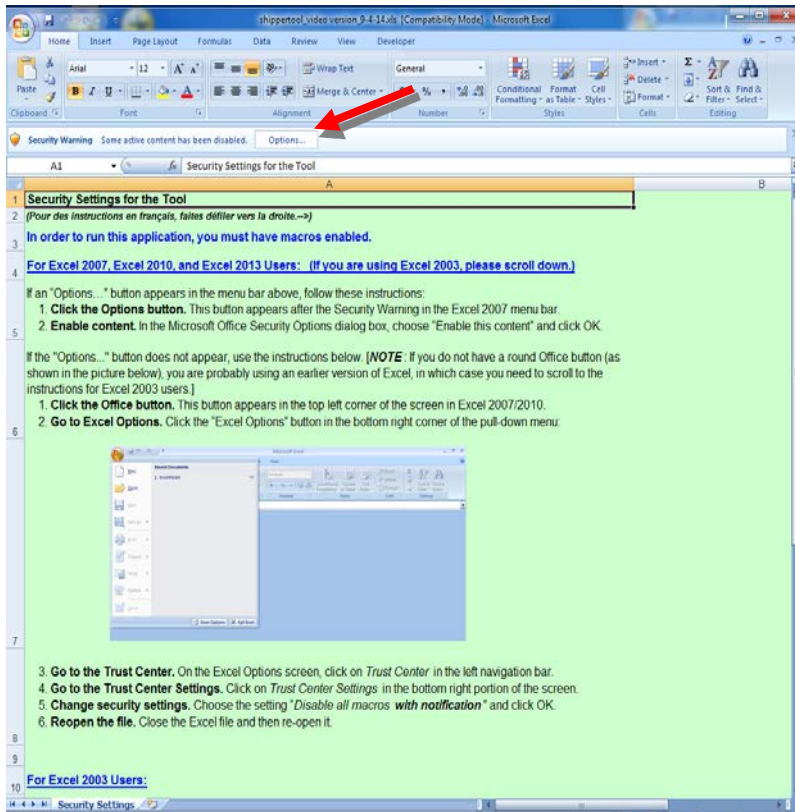 shippertool_video version_9-4-14.xls [Compatibility Mode] - Microsoft Excel
Home Insert Page Layout Formulas Data Review View Developer
Arial 12 Wrap Text General Insert
Paste B I U Merge & Center % Conditional Format Cell Delete Sort & Find &
Formatting as Table Styles Format Filter Select
Clipboard Font Alignment Number Styles Cells Editing
Security Warning Some active content has been disabled. Options...
A1 fx Security Settings for the Tool
A B
1 Security Settings for the Tool
2 (Pour des instructions en français, faites défiler vers la droite.-->)
3 In order to run this application, you must have macros enabled.
4 For Excel 2007, Excel 2010, and Excel 2013 Users: (If you are using Excel 2003, please scroll down.)
If an "Options..." button appears in the menu bar above, follow these instructions:
1. Click the Options button. This button appears after the Security Warning in the Excel 2007 menu bar.
5 2. Enable content. In the Microsoft Office Security Options dialog box, choose "Enable this content" and click OK.
If the "Options..." button does not appear, use the instructions below. [NOTE: If you do not have a round Office button (as
shown in the picture below), you are probably using an earlier version of Excel, in which case you need to scroll to the
instructions for Excel 2003 users.]
1. Click the Office button. This button appears in the top left corner of the screen in Excel 2007/2010.
6 2. Go to Excel Options. Click the "Excel Options" button in the bottom right corner of the pull-down menu:
7
3. Go to the Trust Center. On the Excel Options screen, click on Trust Center in the left navigation bar.
4. Go to the Trust Center Settings. Click on Trust Center Settings in the bottom right portion of the screen.
5. Change security settings. Choose the setting "Disable all macros with notification" and click OK.
6. Reopen the file. Close the Excel file and then re-open it.
8
9
10 For Excel 2003 Users:
Security Settings